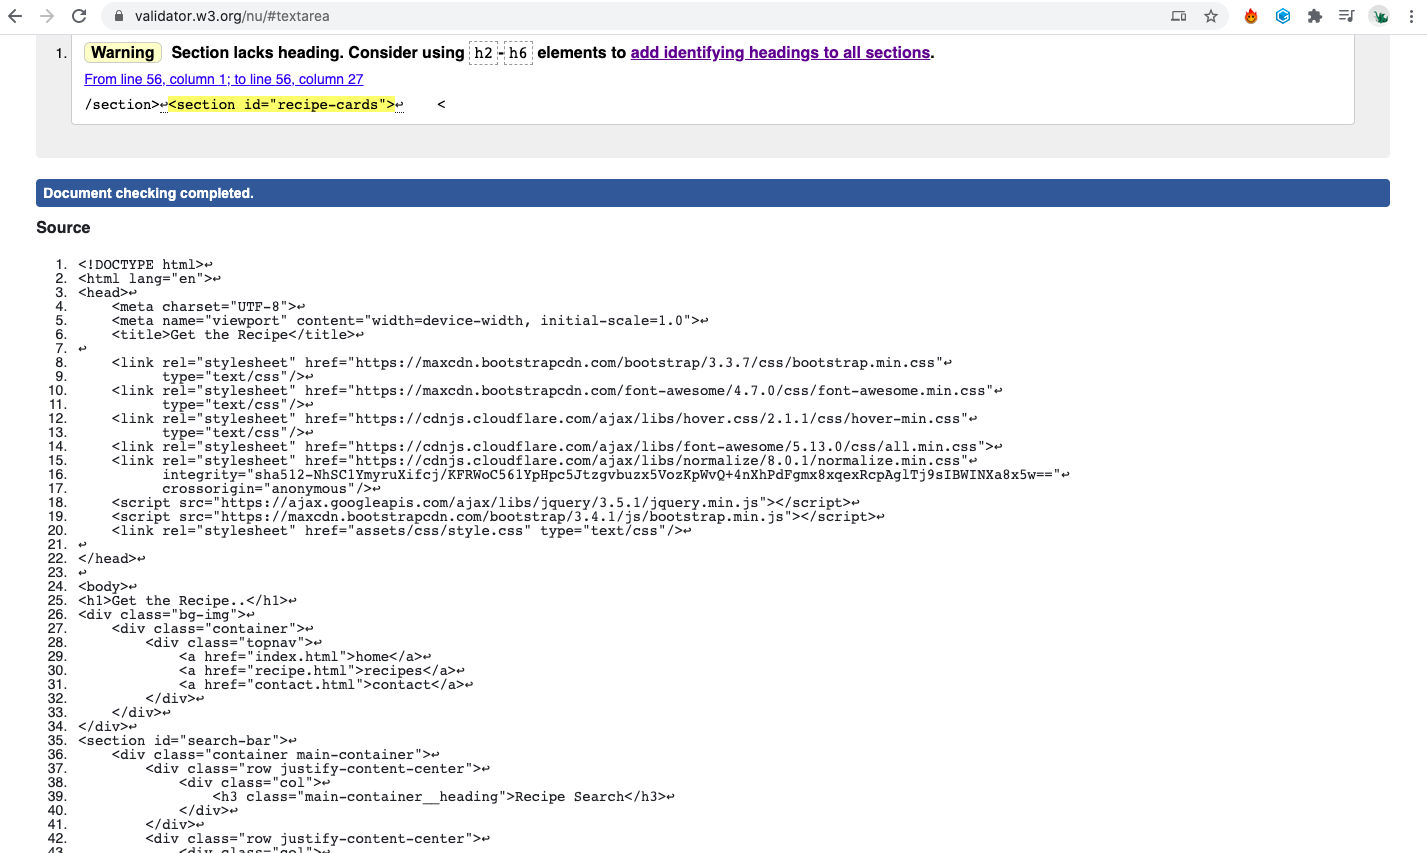 validator.w3.org/nu/#textarea
1. Warning Section lacks heading. Consider using h2-h6 elements to add identifying headings to all sections.
From line 56, column 1; to line 56, column 27
/section>↩<section id="recipe-cards">↩    <
Document checking completed.
Source
1. <!DOCTYPE html>↩
2. <html lang="en">↩
3. <head>↩
4.     <meta charset="UTF-8">↩
5.     <meta name="viewport" content="width=device-width, initial-scale=1.0">↩
6.     <title>Get the Recipe</title>↩
7. ↩
8.     <link rel="stylesheet" href="https://maxcdn.bootstrapcdn.com/bootstrap/3.3.7/css/bootstrap.min.css"↩
9.           type="text/css"/>↩
10.     <link rel="stylesheet" href="https://maxcdn.bootstrapcdn.com/font-awesome/4.7.0/css/font-awesome.min.css"↩
11.           type="text/css"/>↩
12.     <link rel="stylesheet" href="https://cdnjs.cloudflare.com/ajax/libs/hover.css/2.1.1/css/hover-min.css"↩
13.           type="text/css"/>↩
14.     <link rel="stylesheet" href="https://cdnjs.cloudflare.com/ajax/libs/font-awesome/5.13.0/css/all.min.css">↩
15.     <link rel="stylesheet" href="https://cdnjs.cloudflare.com/ajax/libs/normalize/8.0.1/normalize.min.css"↩
16.           integrity="sha512-NhSC1YmyruXifcj/KFRWoC561YpHpc5Jtzgvbuzx5VozKpWvQ+4nXhPdFgmx8xqexRcpAglTj9sIBWINXa8x5w=="↩
17.           crossorigin="anonymous"/>↩
18.     <script src="https://ajax.googleapis.com/ajax/libs/jquery/3.5.1/jquery.min.js"></script>↩
19.     <script src="https://maxcdn.bootstrapcdn.com/bootstrap/3.4.1/js/bootstrap.min.js"></script>↩
20.     <link rel="stylesheet" href="assets/css/style.css" type="text/css"/>↩
21. ↩
22. </head>↩
23. ↩
24. <body>↩
25. <h1>Get the Recipe..</h1>↩
26. <div class="bg-img">↩
27.     <div class="container">↩
28.         <div class="topnav">↩
29.             <a href="index.html">home</a>↩
30.             <a href="recipe.html">recipes</a>↩
31.             <a href="contact.html">contact</a>↩
32.         </div>↩
33.     </div>↩
34. </div>↩
35. <section id="search-bar">↩
36.     <div class="container main-container">↩
37.         <div class="row justify-content-center">↩
38.             <div class="col">↩
39.                 <h3 class="main-container__heading">Recipe Search</h3>↩
40.             </div>↩
41.         </div>↩
42.         <div class="row justify-content-center">↩
43.             <div class="col">↩